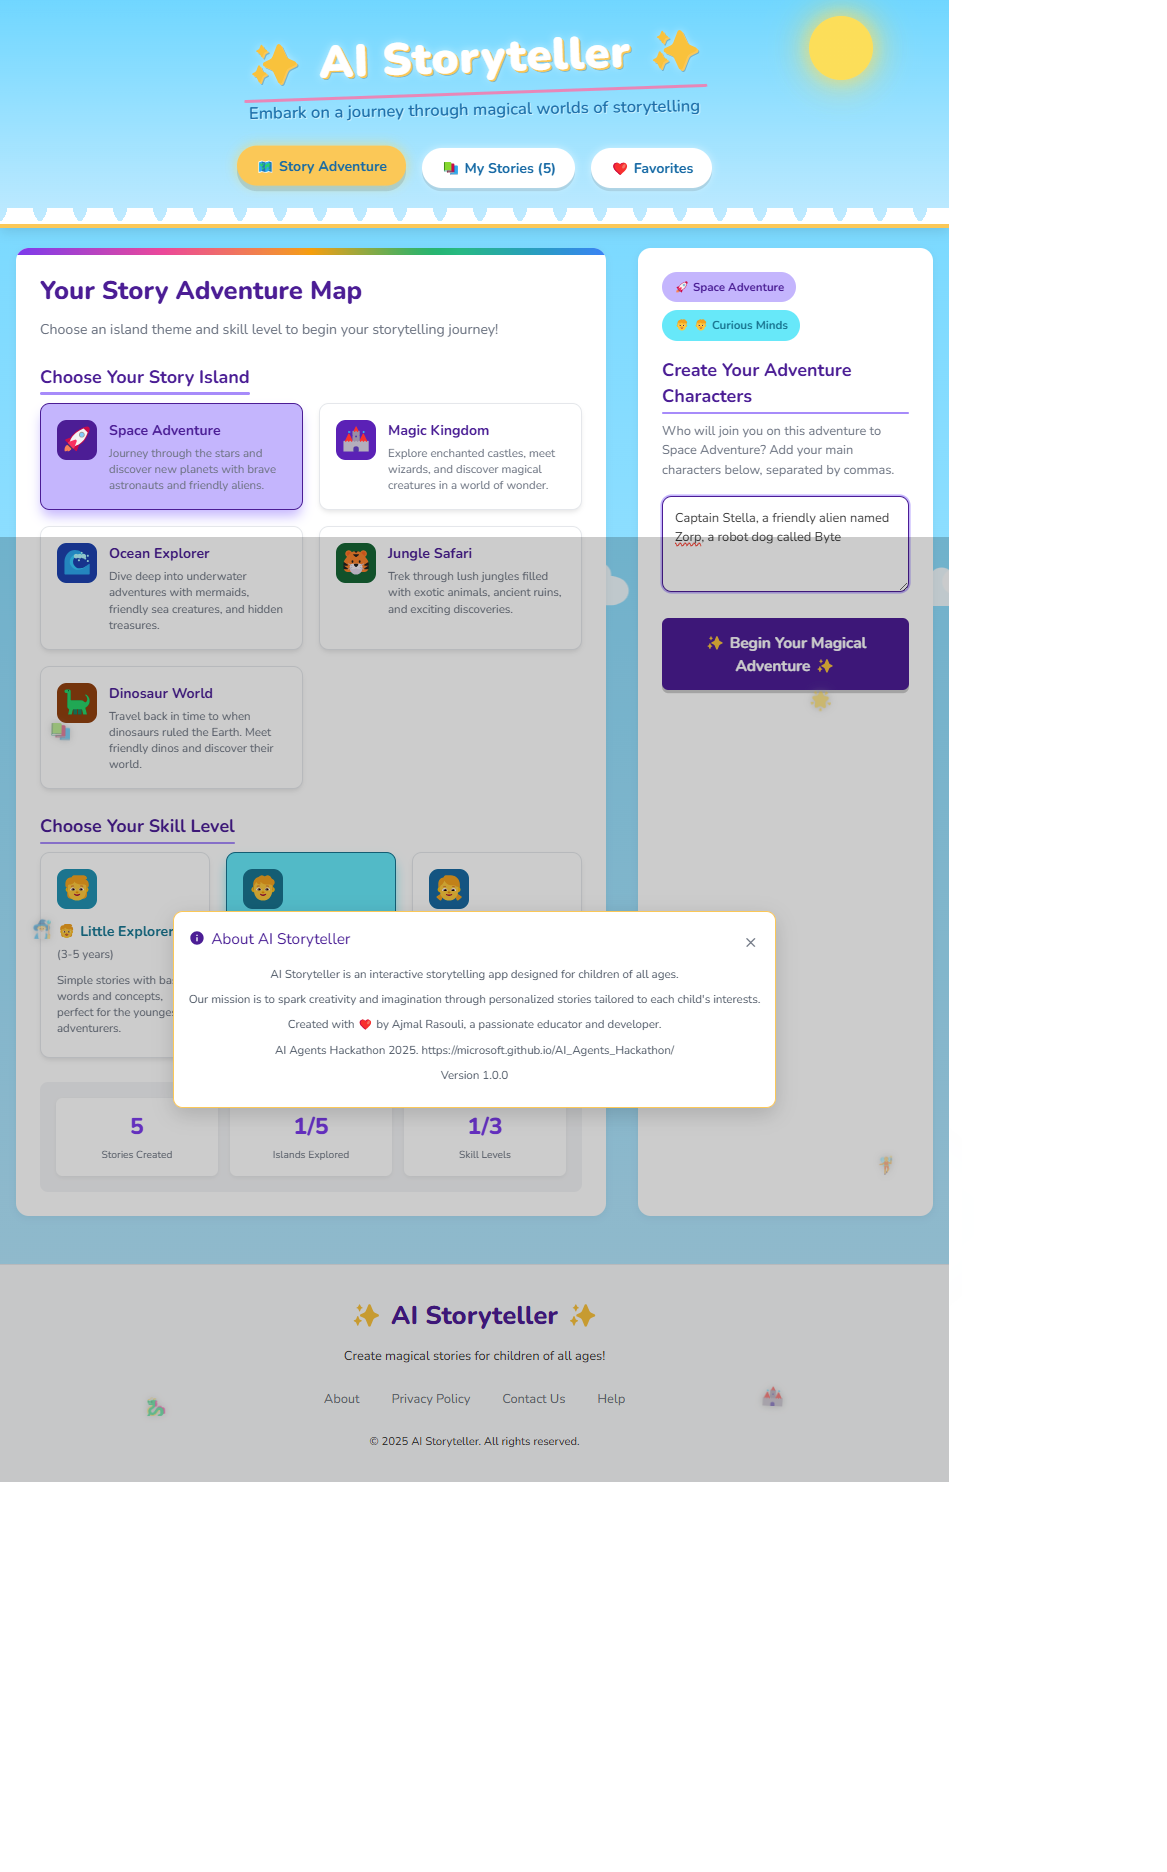 ✨ AI Storyteller ✨
Embark on a journey through magical worlds of storytelling
Story Adventure
My Stories (5)
Favorites
Your Story Adventure Map
Choose an island theme and skill level to begin your storytelling journey!
Choose Your Story Island
Space Adventure
Journey through the stars and
discover new planets with brave
astronauts and friendly aliens.
Magic Kingdom
Explore enchanted castles, meet
wizards, and discover magical
creatures in a world of wonder.
Ocean Explorer
Dive deep into underwater
adventures with mermaids,
friendly sea creatures, and hidden
treasures.
Jungle Safari
Trek through lush jungles filled
with exotic animals, ancient ruins,
and exciting discoveries.
Dinosaur World
Travel back in time to when
dinosaurs ruled the Earth. Meet
friendly dinos and discover their
world.
Choose Your Skill Level
Little Explorer
(3-5 years)
Simple stories with
words and concepts,
perfect for the
adventurers.
5
Stories Created
1/5
Islands Explored
1/3
Skill Levels
Space Adventure
Curious Minds
Create Your Adventure
Characters
Who will join you on this adventure to
Space Adventure? Add your main
characters below, separated by commas.
Captain Stella, a friendly alien named
Zorp, a robot dog called Byte
✨ Begin Your Magical
Adventure ✨
About AI Storyteller
×
AI Storyteller is an interactive storytelling app designed for children of all ages.
Our mission is to spark creativity and imagination through personalized stories tailored to each child's interests.
Created with ❤️ by Ajmal Rasouli, a passionate educator and developer.
AI Agents Hackathon 2025. https://microsoft.github.io/AI_Agents_Hackathon/
Version 1.0.0
✨ AI Storyteller ✨
Create magical stories for children of all ages!
About
Privacy Policy
Contact Us
Help
© 2025 AI Storyteller. All rights reserved.